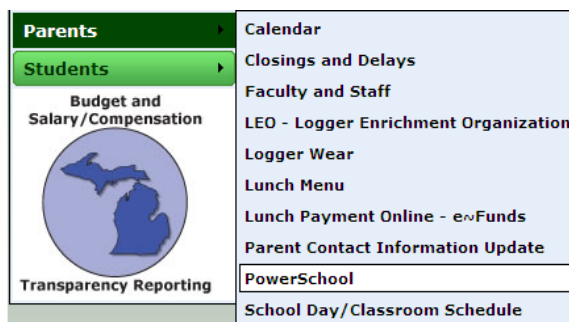 Parents
Students
Budget and
Salary/Compensation
Transparency Reporting
Calendar
Closings and Delays
Faculty and Staff
LEO - Logger Enrichment Organization
Logger Wear
Lunch Menu
Lunch Payment Online - e~Funds
Parent Contact Information Update
PowerSchool
School Day/Classroom Schedule